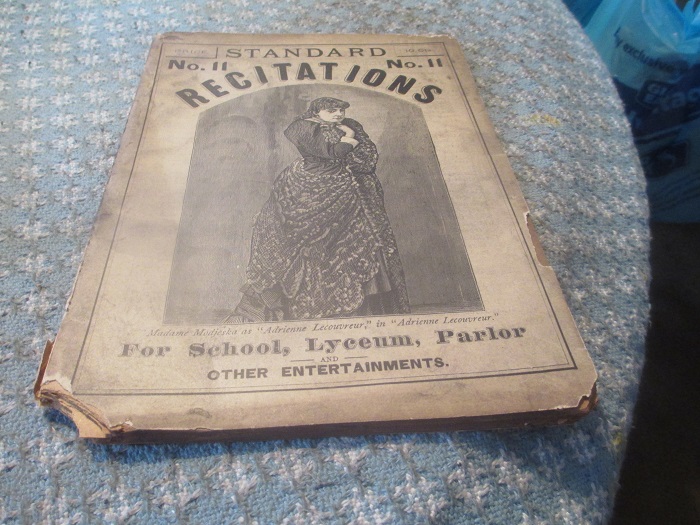 STANDARD
No. 11 No. 11
RECITATIONS
Madame Modjeska as "Adrienne Lecouvreur," in "Adrienne Lecouvreur."
For School, Lyceum, Parlor
AND
OTHER ENTERTAINMENTS.
exclusive